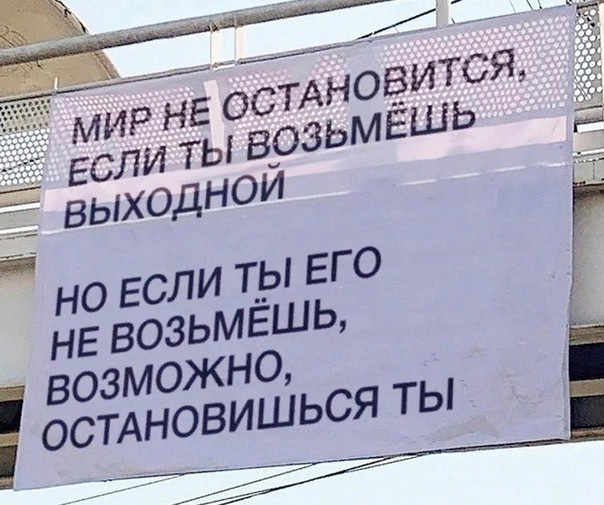 МИР НЕ ОСТАНОВИТСЯ,
ЕСЛИ ТЫ ВОЗЬМЁШЬ
ВЫХОДНОЙ
НО ЕСЛИ ТЫ ЕГО
НЕ ВОЗЬМЁШЬ,
ВОЗМОЖНО,
ОСТАНОВИШЬСЯ ТЫ